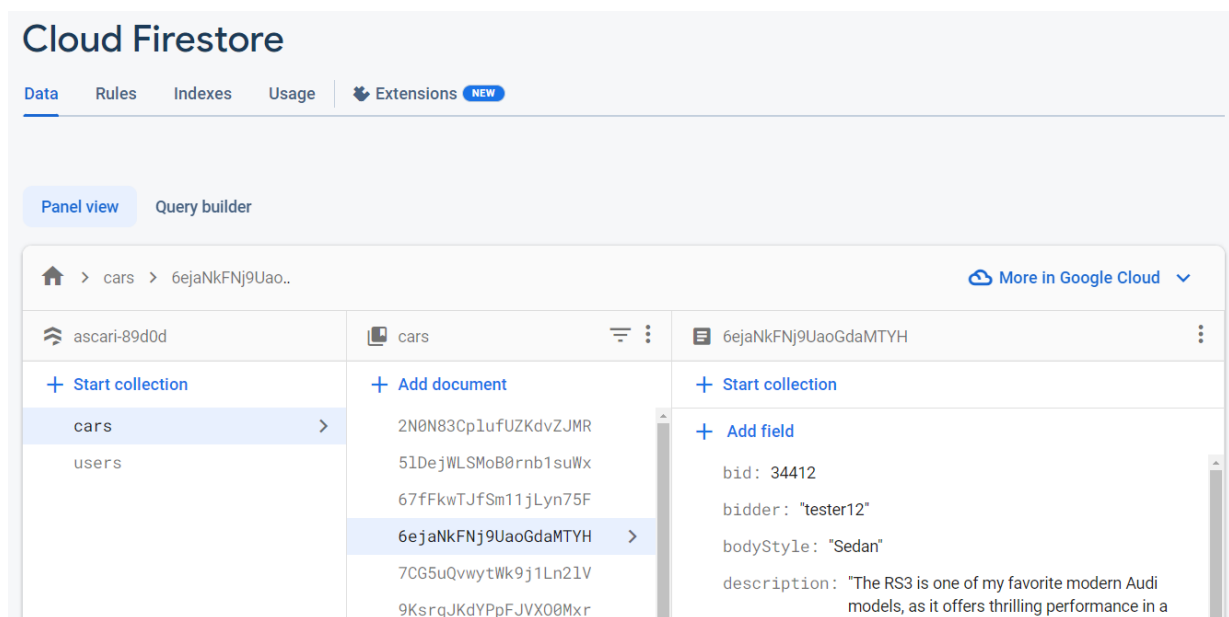 Cloud Firestore
Data Rules Indexes Usage Extensions NEW
Panel view Query builder
cars 6ejaNkFNj9Uao.. More in Google Cloud
ascari-89d0d
Start collection
cars
users
cars
Add document
2N0N83CplufUZKdvZJMR
5lDejWLSMoB0rnb1suWx
67fFkwTJfSm11jLyn75F
6ejaNkFNj9UaoGdaMTYH
7CG5uQvwytWk9j1Ln2lV
9KsrqJKdYPpFJVXO0Mxr
6ejaNkFNj9UaoGdaMTYH
Start collection
Add field
bid: 34412
bidder: "tester12"
bodyStyle: "Sedan"
description: "The RS3 is one of my favorite modern Audi
models, as it offers thrilling performance in a